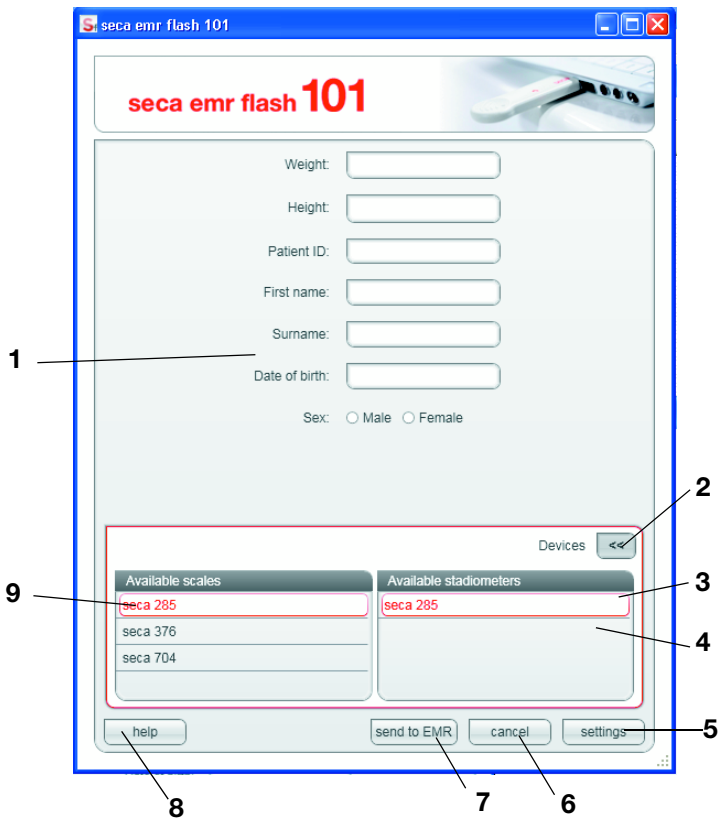 seca emr flash 101
seca emr flash 101
Weight:
Height:
Patient ID:
First name:
Surname:
1
Date of birth:
Sex: Male Female
2
Devices <<
Available scales Available stadiometers
3
9
seca 285 seca 285
seca 376
4
seca 704
help send to EMR cancel settings
5
8
7
6